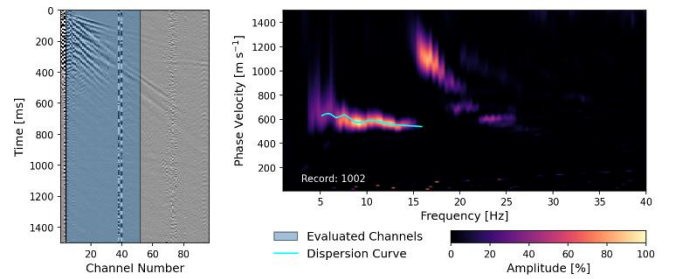 0
200
400
600
800
1000
1200
1400
Time [ms]
20 40 60 80
Channel Number
1400
1200
1000
800
600
400
200
Phase Velocity [m s⁻¹]
Record: 1002
5 10 15 20 25 30 35 40
Frequency [Hz]
Evaluated Channels
Dispersion Curve
0 20 40 60 80 100
Amplitude [%]